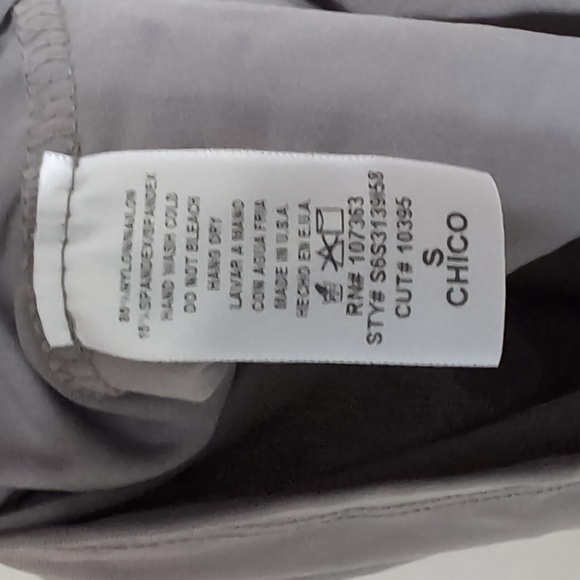 85% NYLON/NAILON
15% SPANDEX/SPANDEX
HAND WASH COLD
DO NOT BLEACH
HANG DRY
LAVAR A MANO
CON AGUA FRIA
MADE IN U.S.A.
HECHO EN E.U.A.
RN# 107363
STY# S6S3139I58
CUT# 10395
S
CHICO